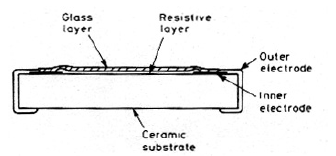 Glass
layer
Resistive
layer
Outer
electrode
Inner
electrode
Ceramic
substrate